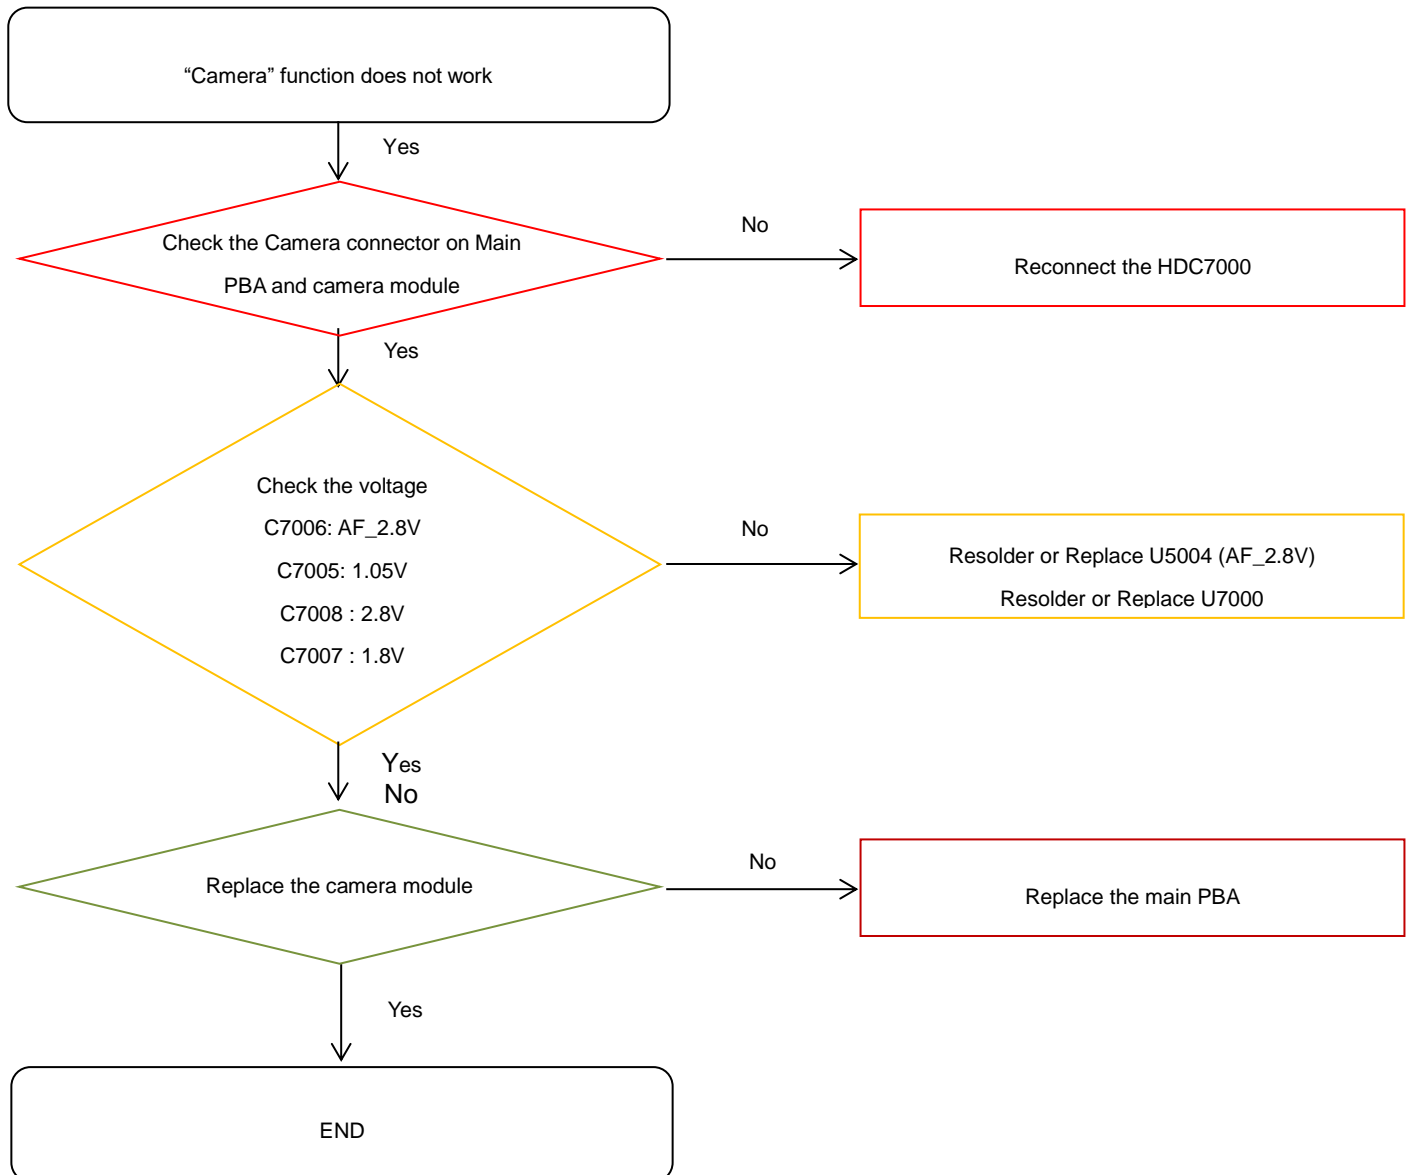 “Camera” function does not work
Yes
Check the Camera connector on Main
PBA and camera module
No
Reconnect the HDC7000
Yes
Check the voltage
C7006: AF_2.8V
C7005: 1.05V
C7008 : 2.8V
C7007 : 1.8V
No
Resolder or Replace U5004 (AF_2.8V)
Resolder or Replace U7000
Yes
No
Replace the camera module
No
Replace the main PBA
Yes
END